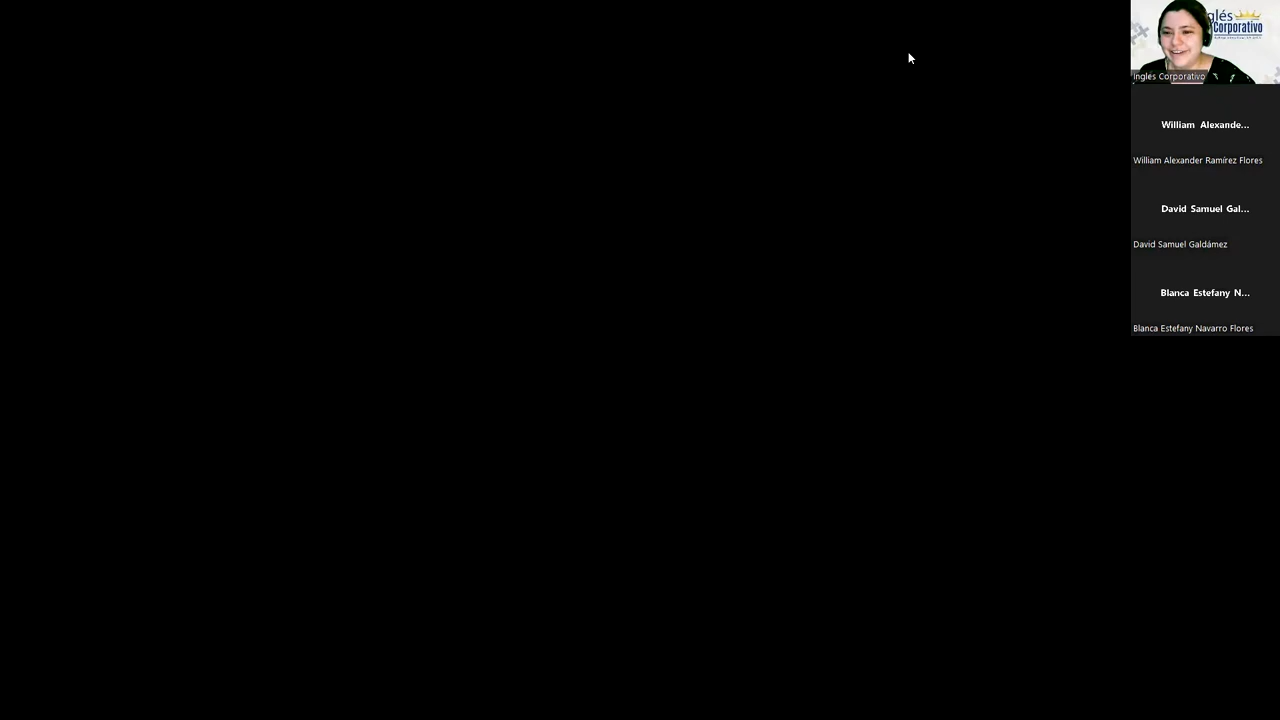 glés
Corporativo
Inglés Corporativo
William Alexande...
William Alexander Ramírez Flores
David Samuel Gal...
David Samuel Galdámez
Blanca Estefany N...
Blanca Estefany Navarro Flores